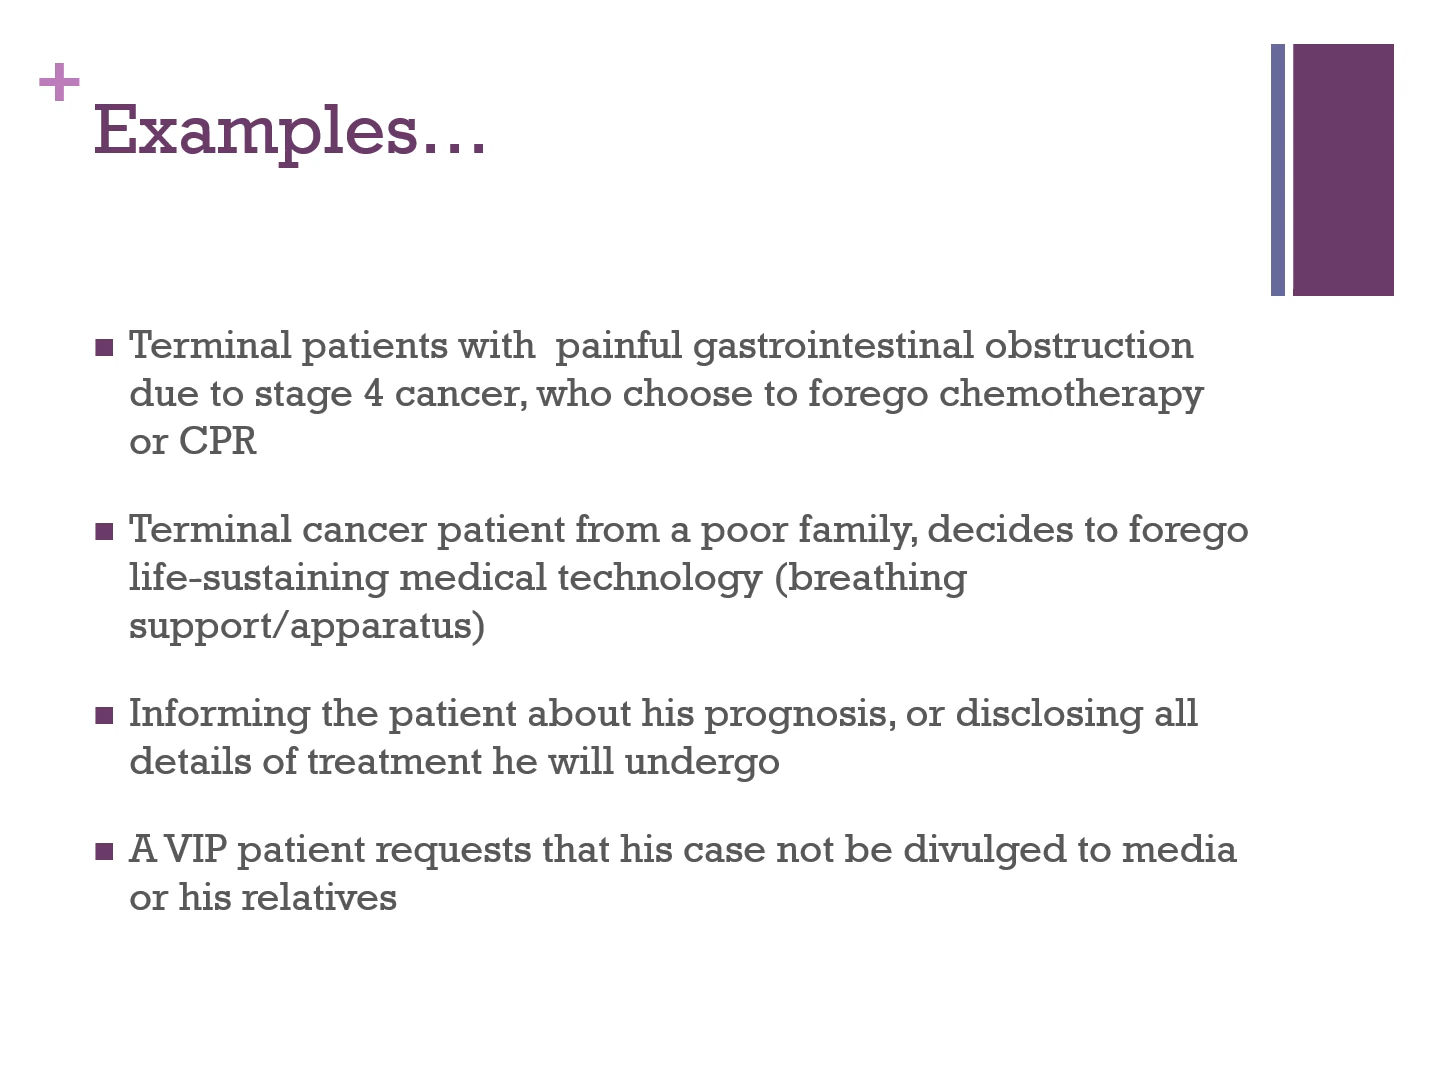 +
Examples…
■ Terminal patients with  painful gastrointestinal obstruction
due to stage 4 cancer, who choose to forego chemotherapy
or CPR
■ Terminal cancer patient from a poor family, decides to forego
life-sustaining medical technology (breathing
support/apparatus)
■ Informing the patient about his prognosis, or disclosing all
details of treatment he will undergo
■ A VIP patient requests that his case not be divulged to media
or his relatives